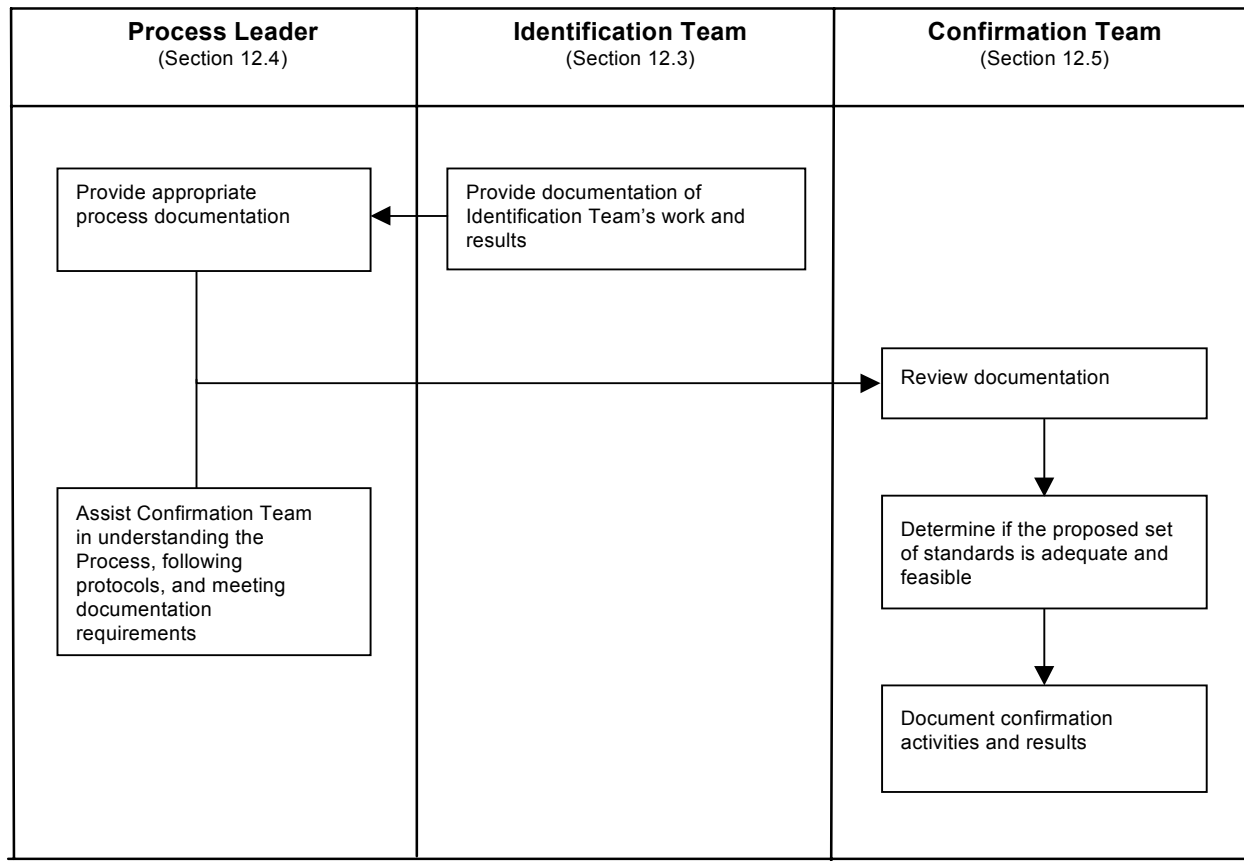 Process Leader
(Section 12.4)
Identification Team
(Section 12.3)
Confirmation Team
(Section 12.5)
Provide appropriate
process documentation
Provide documentation of
Identification Team’s work and
results
Review documentation
Assist Confirmation Team
in understanding the
Process, following
protocols, and meeting
documentation
requirements
Determine if the proposed set
of standards is adequate and
feasible
Document confirmation
activities and results